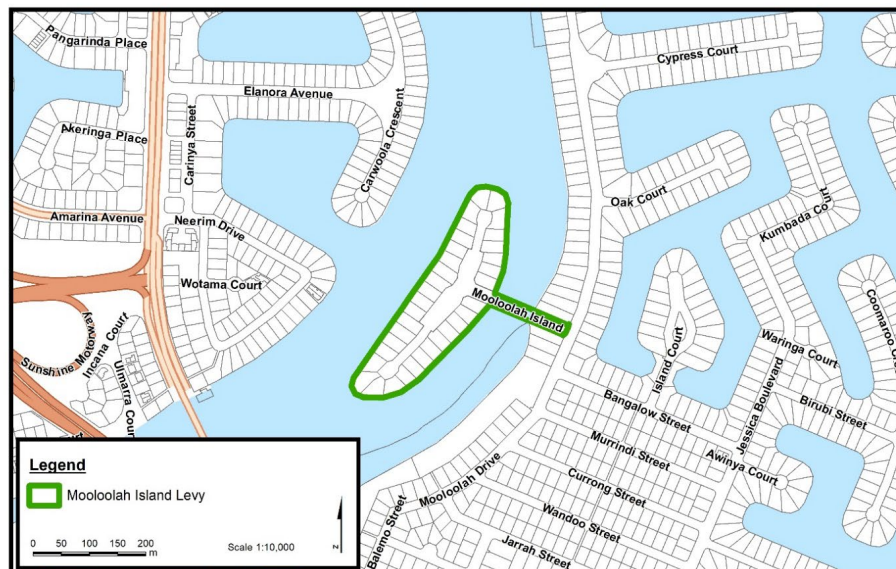 Pangarinda Place
Cypress Court
Elanora Avenue
Carwoola Crescent
Akeringa Place
Carinya Street
Oak Court
Amarina Avenue
Neerim Drive
Kumbada Co
urt
Wotama Court
Mooloolah Island
Coomaroo
Sunshine Motorway
Incana Court
Ulmarra Court
Island Court
Waringa Court
Jessica Boulevard
Bangalow Street
Birubi Street
Murrindi Street
Awinya Court
Mooloolah Drive
Currong Street
Balemo Street
Wandoo Street
Jarrah Street
Legend
Mooloolah Island Levy
0 50 100 150 200
m
Scale 1:10,000
N